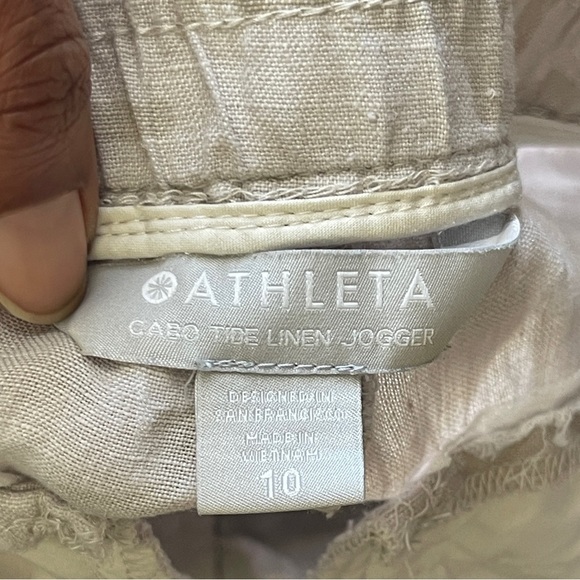 ATHLETA
CABO TIDE LINEN JOGGER
DESIGNED IN
SAN FRANCISCO
MADE IN
VIETNAM
10